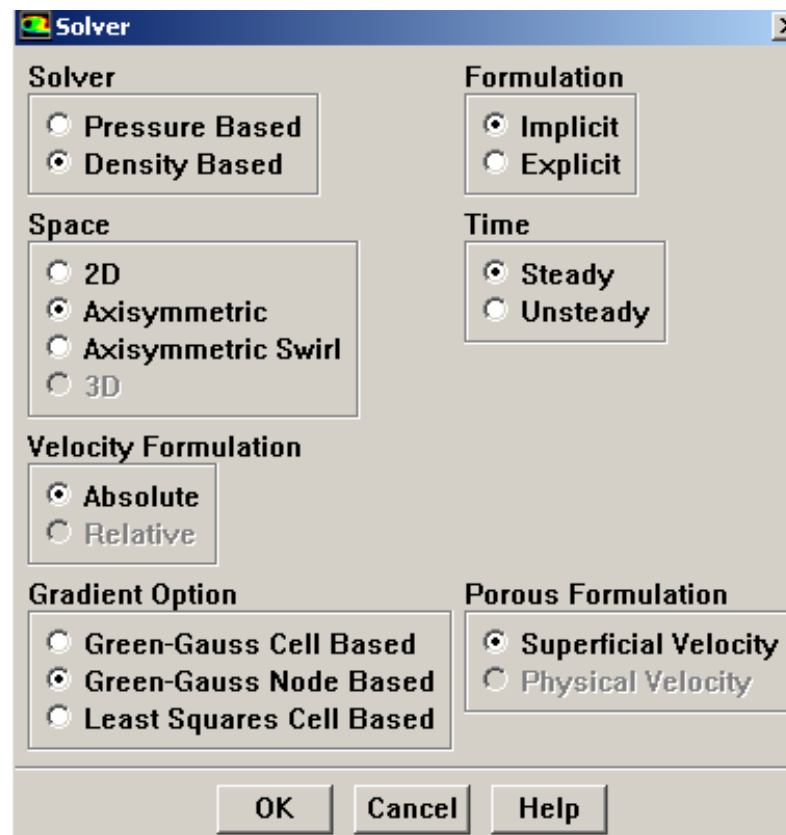 Solver
Solver
Pressure Based
Density Based
Formulation
Implicit
Explicit
Space
2D
Axisymmetric
Axisymmetric Swirl
3D
Time
Steady
Unsteady
Velocity Formulation
Absolute
Relative
Gradient Option
Green-Gauss Cell Based
Green-Gauss Node Based
Least Squares Cell Based
Porous Formulation
Superficial Velocity
Physical Velocity
OK Cancel Help